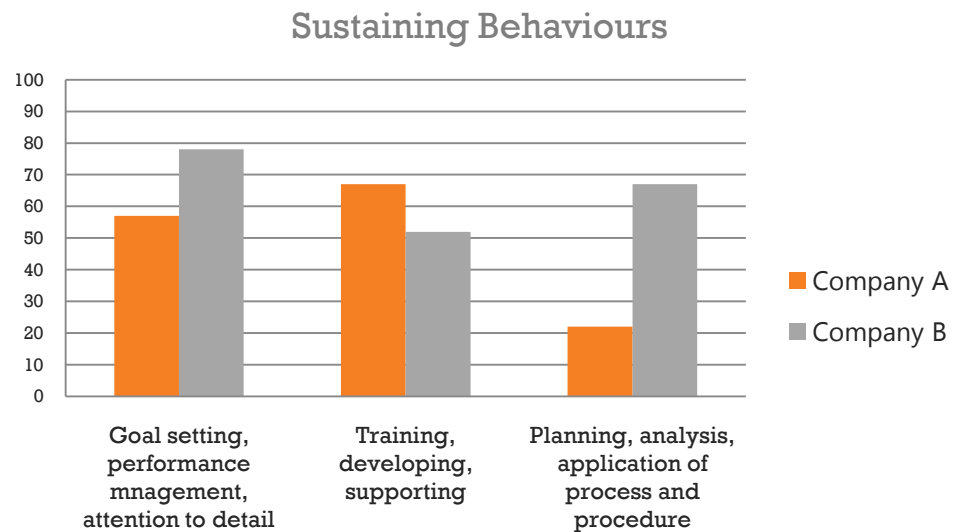 Sustaining Behaviours
100
90
80
70
60
50
40
30
20
10
0
Goal setting,
performance
mnagement,
attention to detail
Training,
developing,
supporting
Planning, analysis,
application of
process and
procedure
Company A
Company B